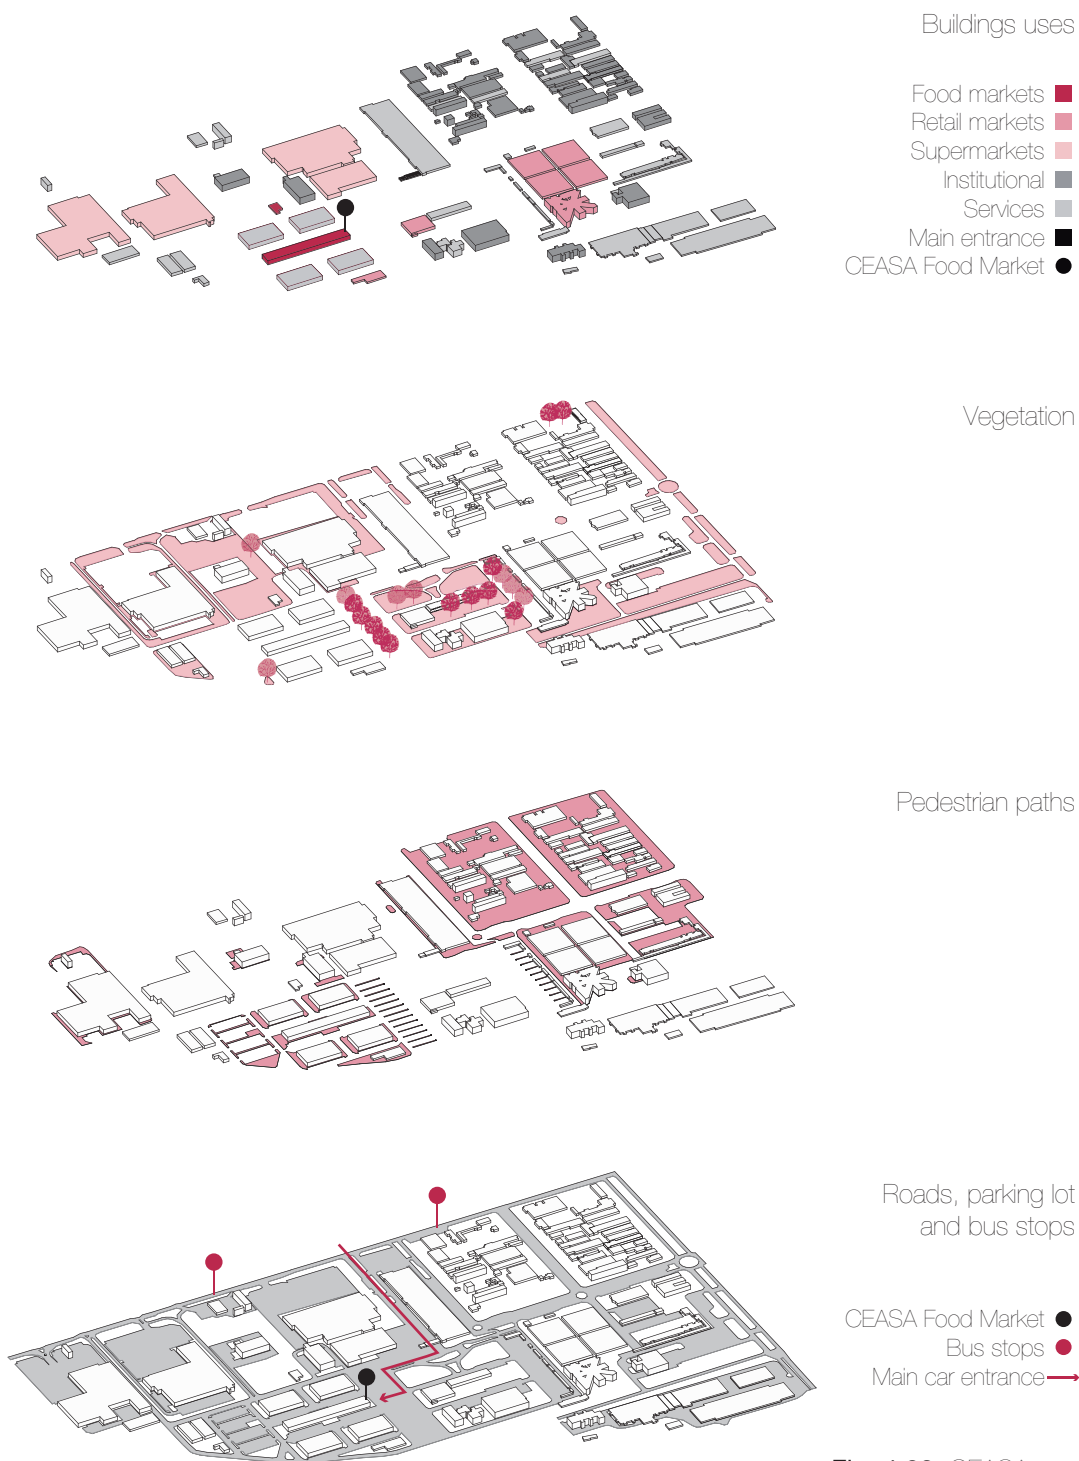 Buildings uses
Food markets
Retail markets
Supermarkets
Institutional
Services
Main entrance
CEASA Food Market
Vegetation
Pedestrian paths
Roads, parking lot
and bus stops
CEASA Food Market
Bus stops
Main car entrance